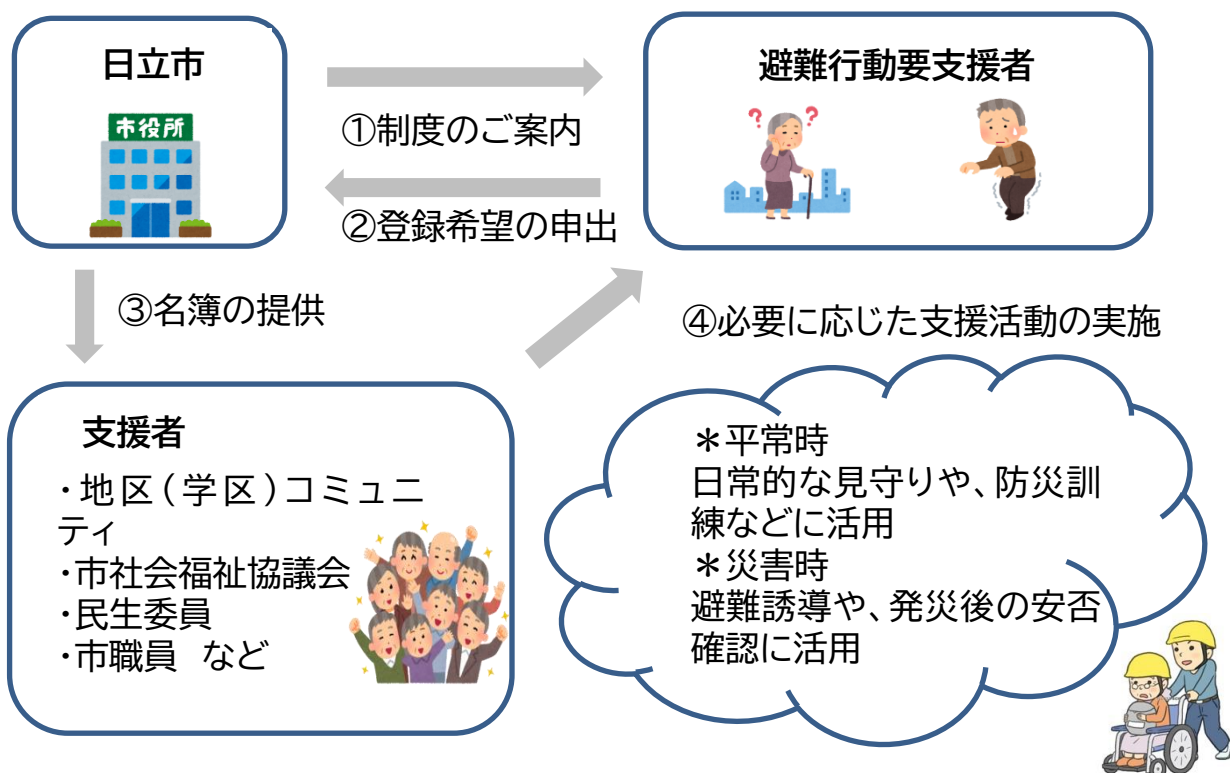 日立市
市役所
①制度のご案内
②登録希望の申出
避難行動要支援者
? ?
③名簿の提供
④必要に応じた支援活動の実施
支援者
・地区(学区)コミュニ
ティ
・市社会福祉協議会
・民生委員
・市職員 など
＊平常時
日常的な見守りや、防災訓
練などに活用
＊災害時
避難誘導や、発災後の安否
確認に活用